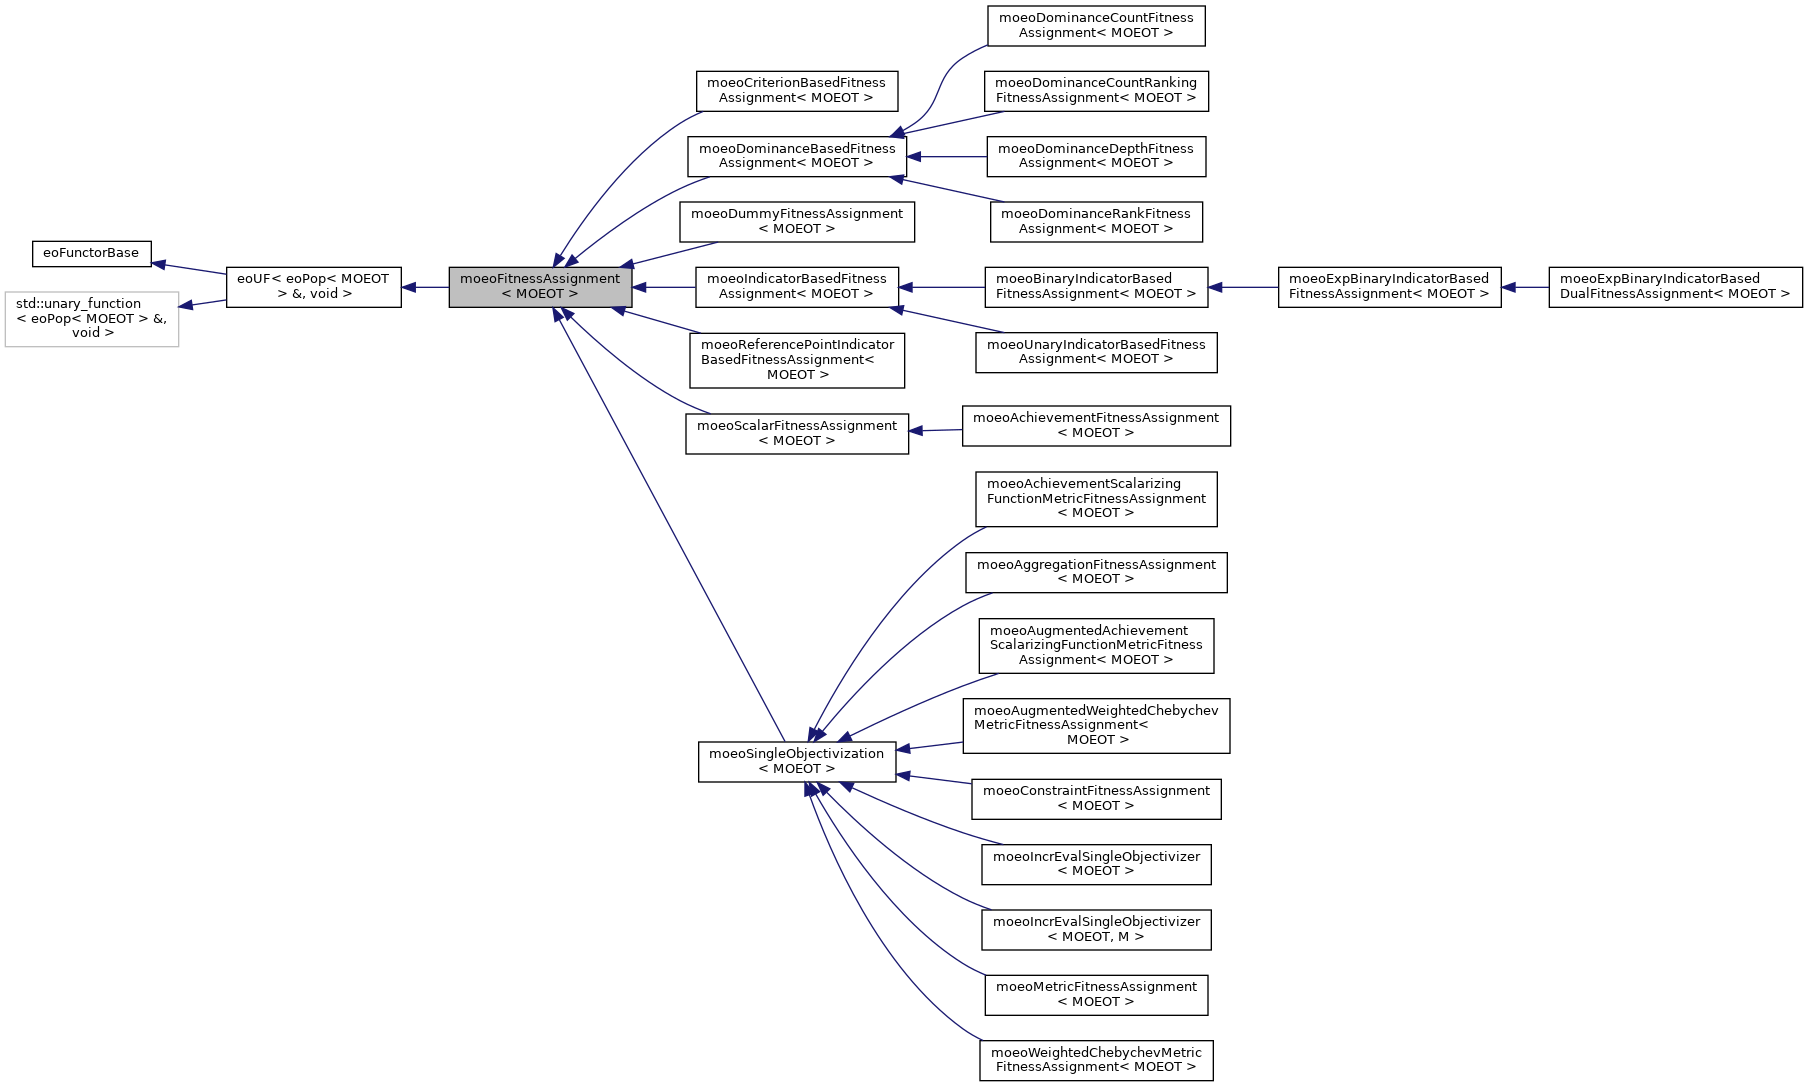 eoFunctorBase
std::unary_function
< eoPop< MOEOT > &,
void >
eoUF< eoPop< MOEOT
> &, void >
moeoFitnessAssignment
< MOEOT >
moeoCriterionBasedFitness
Assignment< MOEOT >
moeoDominanceBasedFitness
Assignment< MOEOT >
moeoDummyFitnessAssignment
< MOEOT >
moeoIndicatorBasedFitness
Assignment< MOEOT >
moeoReferencePointIndicator
BasedFitnessAssignment<
MOEOT >
moeoScalarFitnessAssignment
< MOEOT >
moeoSingleObjectivization
< MOEOT >
moeoDominanceCountFitness
Assignment< MOEOT >
moeoDominanceCountRanking
FitnessAssignment< MOEOT >
moeoDominanceDepthFitness
Assignment< MOEOT >
moeoDominanceRankFitness
Assignment< MOEOT >
moeoBinaryIndicatorBased
FitnessAssignment< MOEOT >
moeoUnaryIndicatorBasedFitness
Assignment< MOEOT >
moeoAchievementFitnessAssignment
< MOEOT >
moeoAchievementScalarizing
FunctionMetricFitnessAssignment
< MOEOT >
moeoAggregationFitnessAssignment
< MOEOT >
moeoAugmentedAchievement
ScalarizingFunctionMetricFitness
Assignment< MOEOT >
moeoAugmentedWeightedChebychev
MetricFitnessAssignment<
MOEOT >
moeoConstraintFitnessAssignment
< MOEOT >
moeoIncrEvalSingleObjectivizer
< MOEOT >
moeoIncrEvalSingleObjectivizer
< MOEOT, M >
moeoMetricFitnessAssignment
< MOEOT >
moeoWeightedChebychevMetric
FitnessAssignment< MOEOT >
moeoExpBinaryIndicatorBased
FitnessAssignment< MOEOT >
moeoExpBinaryIndicatorBased
DualFitnessAssignment< MOEOT >